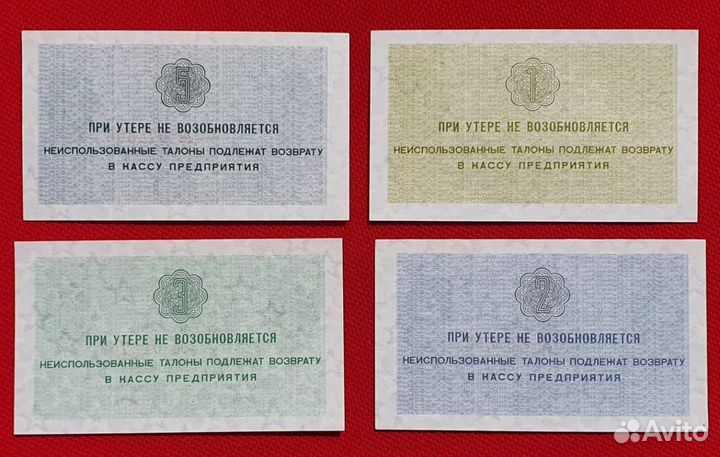 5
ПРИ УТЕРЕ НЕ ВОЗОБНОВЛЯЕТСЯ
НЕИСПОЛЬЗОВАННЫЕ ТАЛОНЫ ПОДЛЕЖАТ ВОЗВРАТУ
В КАССУ ПРЕДПРИЯТИЯ
1
ПРИ УТЕРЕ НЕ ВОЗОБНОВЛЯЕТСЯ
НЕИСПОЛЬЗОВАННЫЕ ТАЛОНЫ ПОДЛЕЖАТ ВОЗВРАТУ
В КАССУ ПРЕДПРИЯТИЯ
3
ПРИ УТЕРЕ НЕ ВОЗОБНОВЛЯЕТСЯ
НЕИСПОЛЬЗОВАННЫЕ ТАЛОНЫ ПОДЛЕЖАТ ВОЗВРАТУ
В КАССУ ПРЕДПРИЯТИЯ
2
ПРИ УТЕРЕ НЕ ВОЗОБНОВЛЯЕТСЯ
НЕИСПОЛЬЗОВАННЫЕ ТАЛОНЫ ПОДЛЕЖАТ ВОЗВРАТУ
В КАССУ ПРЕДПРИЯТИЯ
Avito